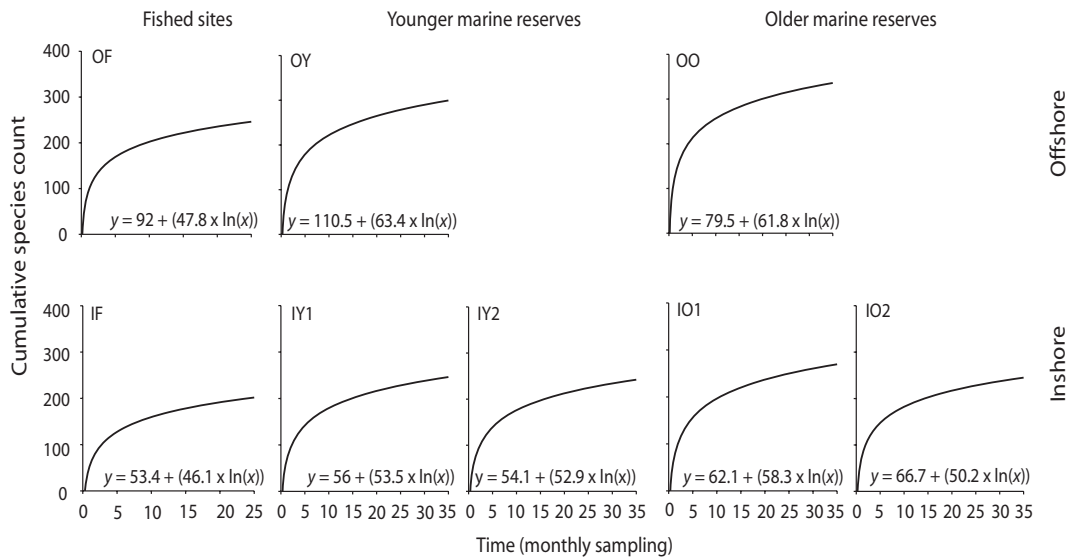 Fished sites Younger marine reserves Older marine reserves
Cumulative species count
Offshore
Inshore
400
300
200
100
0
OF
y = 92 + (47.8 x ln(x))
OY
y = 110.5 + (63.4 x ln(x))
OO
y = 79.5 + (61.8 x ln(x))
400
300
200
100
0
IF
y = 53.4 + (46.1 x ln(x))
0 5 10 15 20 25
IY1
y = 56 + (53.5 x ln(x))
0 5 10 15 20 25 30 35
IY2
y = 54.1 + (52.9 x ln(x))
0 5 10 15 20 25 30 35
IO1
y = 62.1 + (58.3 x ln(x))
0 5 10 15 20 25 30 35
IO2
y = 66.7 + (50.2 x ln(x))
0 5 10 15 20 25 30 35
Time (monthly sampling)